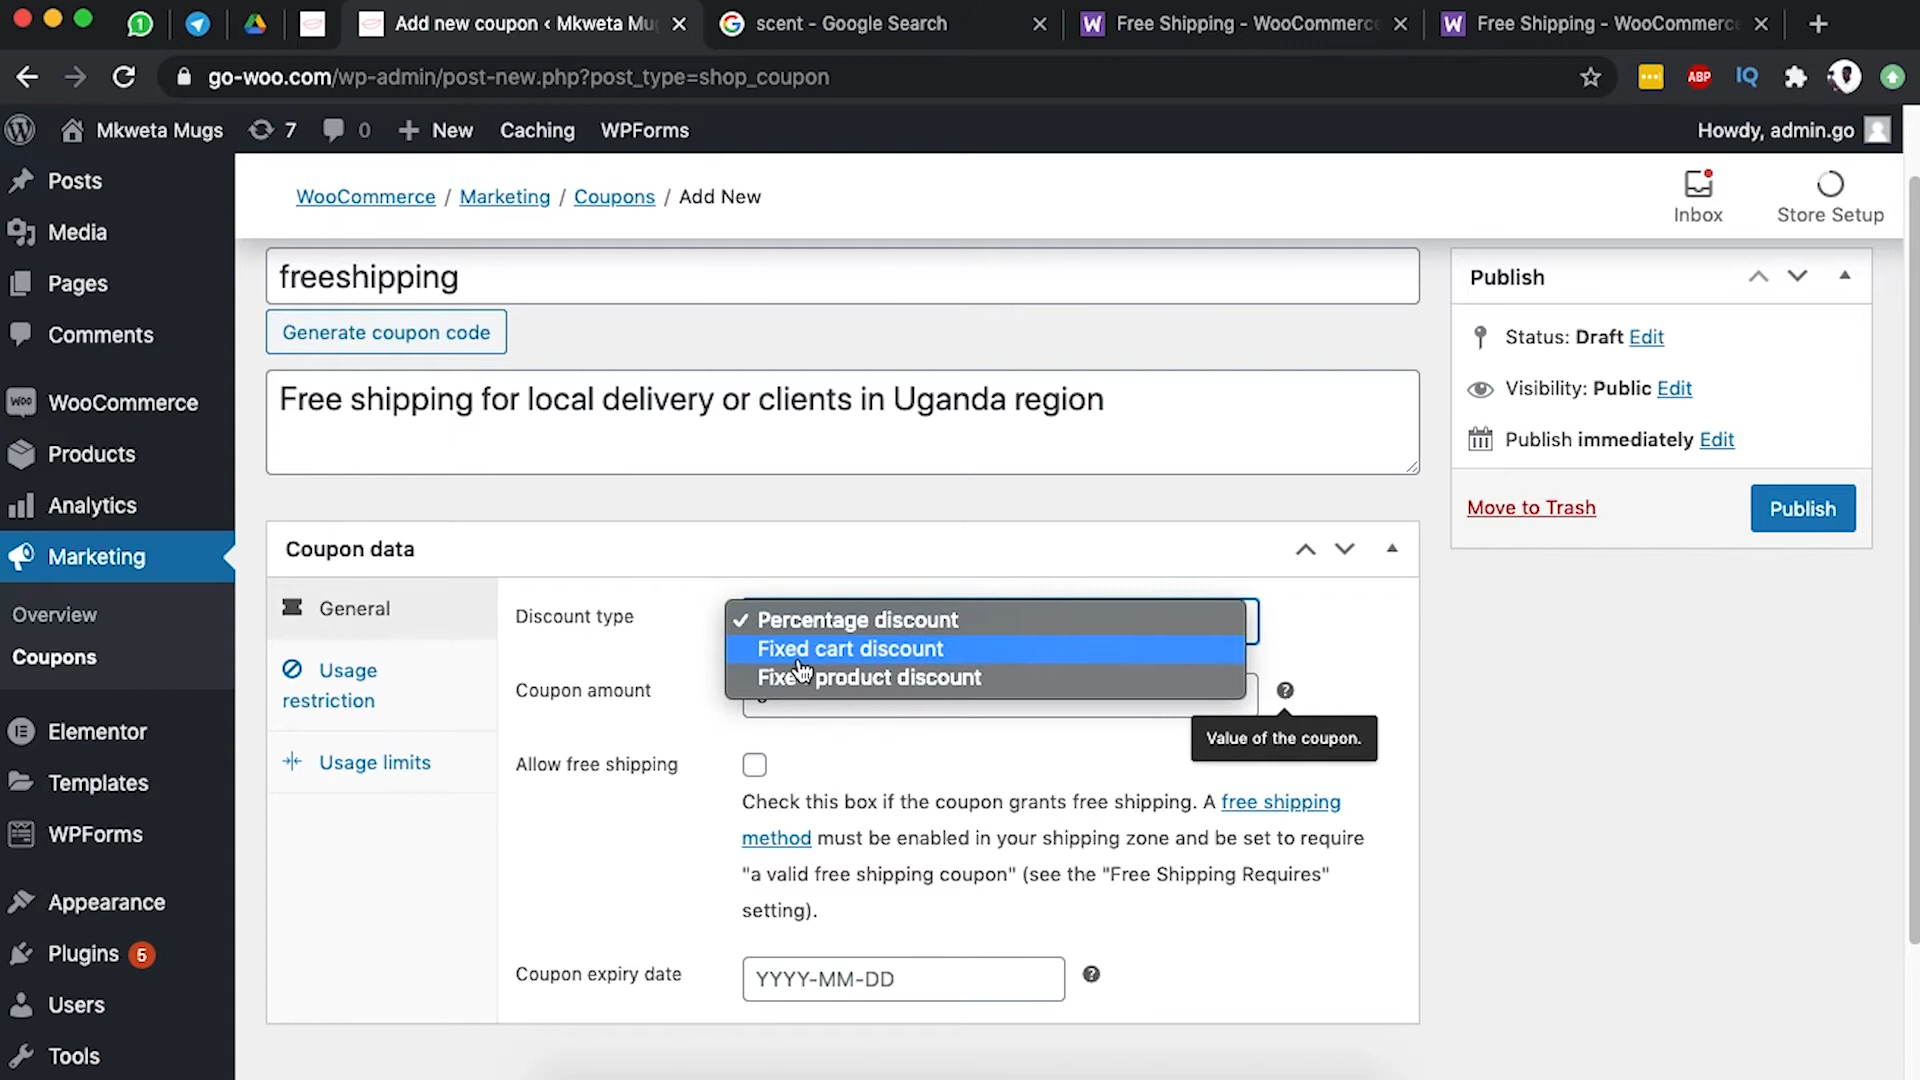 Add new coupon ‹ Mkweta Mu
scent - Google Search
Free Shipping - WooCommerce
Free Shipping - WooCommerce
go-woo.com/wp-admin/post-new.php?post_type=shop_coupon
ABP
IQ
Mkweta Mugs
7
0
New
Caching
WPForms
Howdy, admin.go
Posts
Media
Pages
Comments
WooCommerce
Products
Analytics
Marketing
Overview
Coupons
Elementor
Templates
WPForms
Appearance
Plugins 5
Users
Tools
WooCommerce / Marketing / Coupons / Add New
Inbox
Store Setup
freeshipping
Generate coupon code
Free shipping for local delivery or clients in Uganda region
Publish
Status: Draft Edit
Visibility: Public Edit
Publish immediately Edit
Move to Trash
Publish
Coupon data
General
Usage restriction
Usage limits
Discount type
Percentage discount
Fixed cart discount
Fixed product discount
Coupon amount
Value of the coupon.
Allow free shipping
Check this box if the coupon grants free shipping. A free shipping
method must be enabled in your shipping zone and be set to require
"a valid free shipping coupon" (see the "Free Shipping Requires"
setting).
Coupon expiry date
YYYY-MM-DD